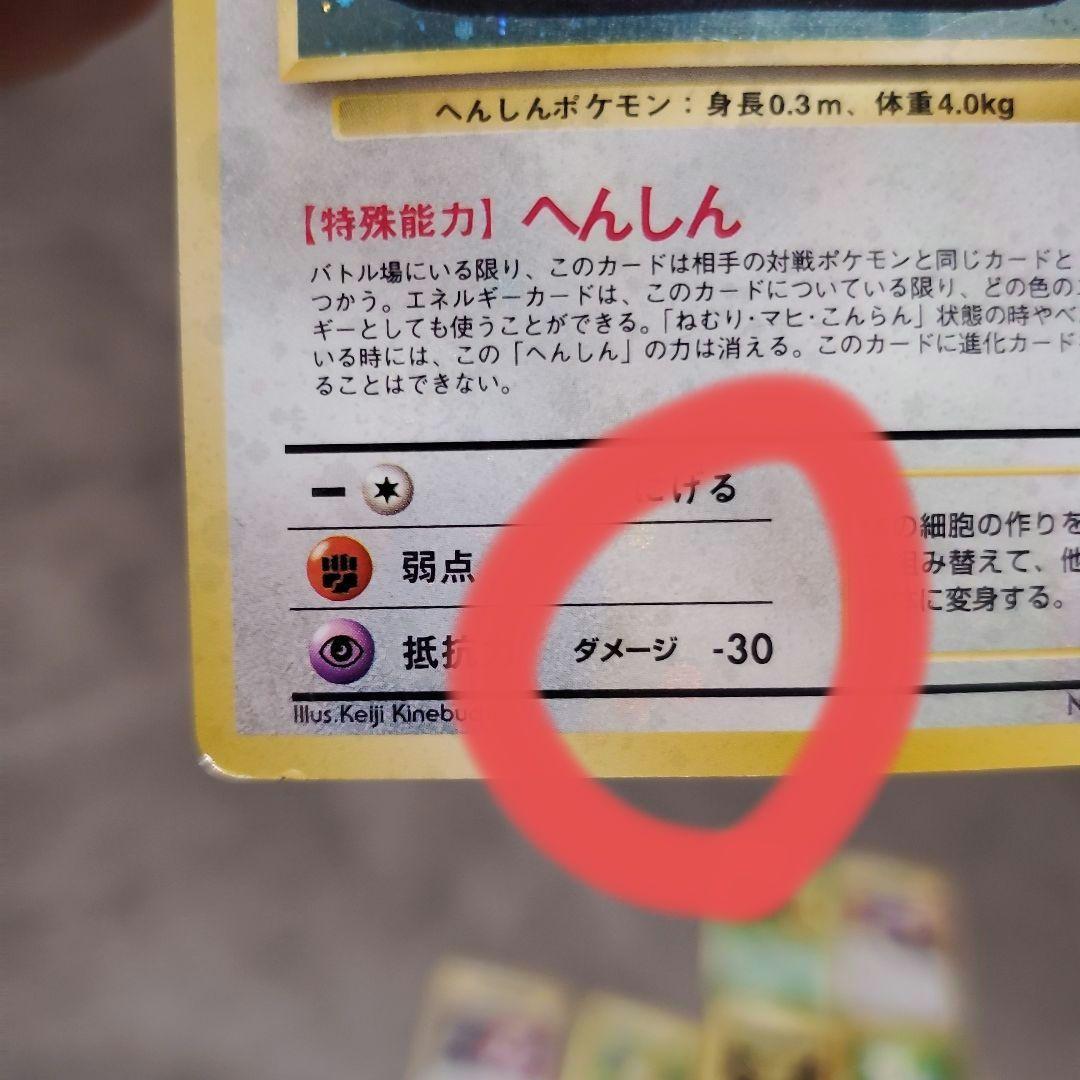 へんしんポケモン：身長0.3m、体重4.0kg
【特殊能力】 へんしん
バトル場にいる限り、このカードは相手の対戦ポケモンと同じカードと
つかう。エネルギーカードは、このカードについている限り、どの色の
ギーとしても使うことができる。「ねむり・マヒ・こんらん」状態の時やべ
いる時には、この「へんしん」の力は消える。このカードに進化カード
ることはできない。
にげる
弱点
抵抗力 ダメージ -30
の細胞の作りを
組み替えて、他
に変身する。
Illus.Keiji Kinebu